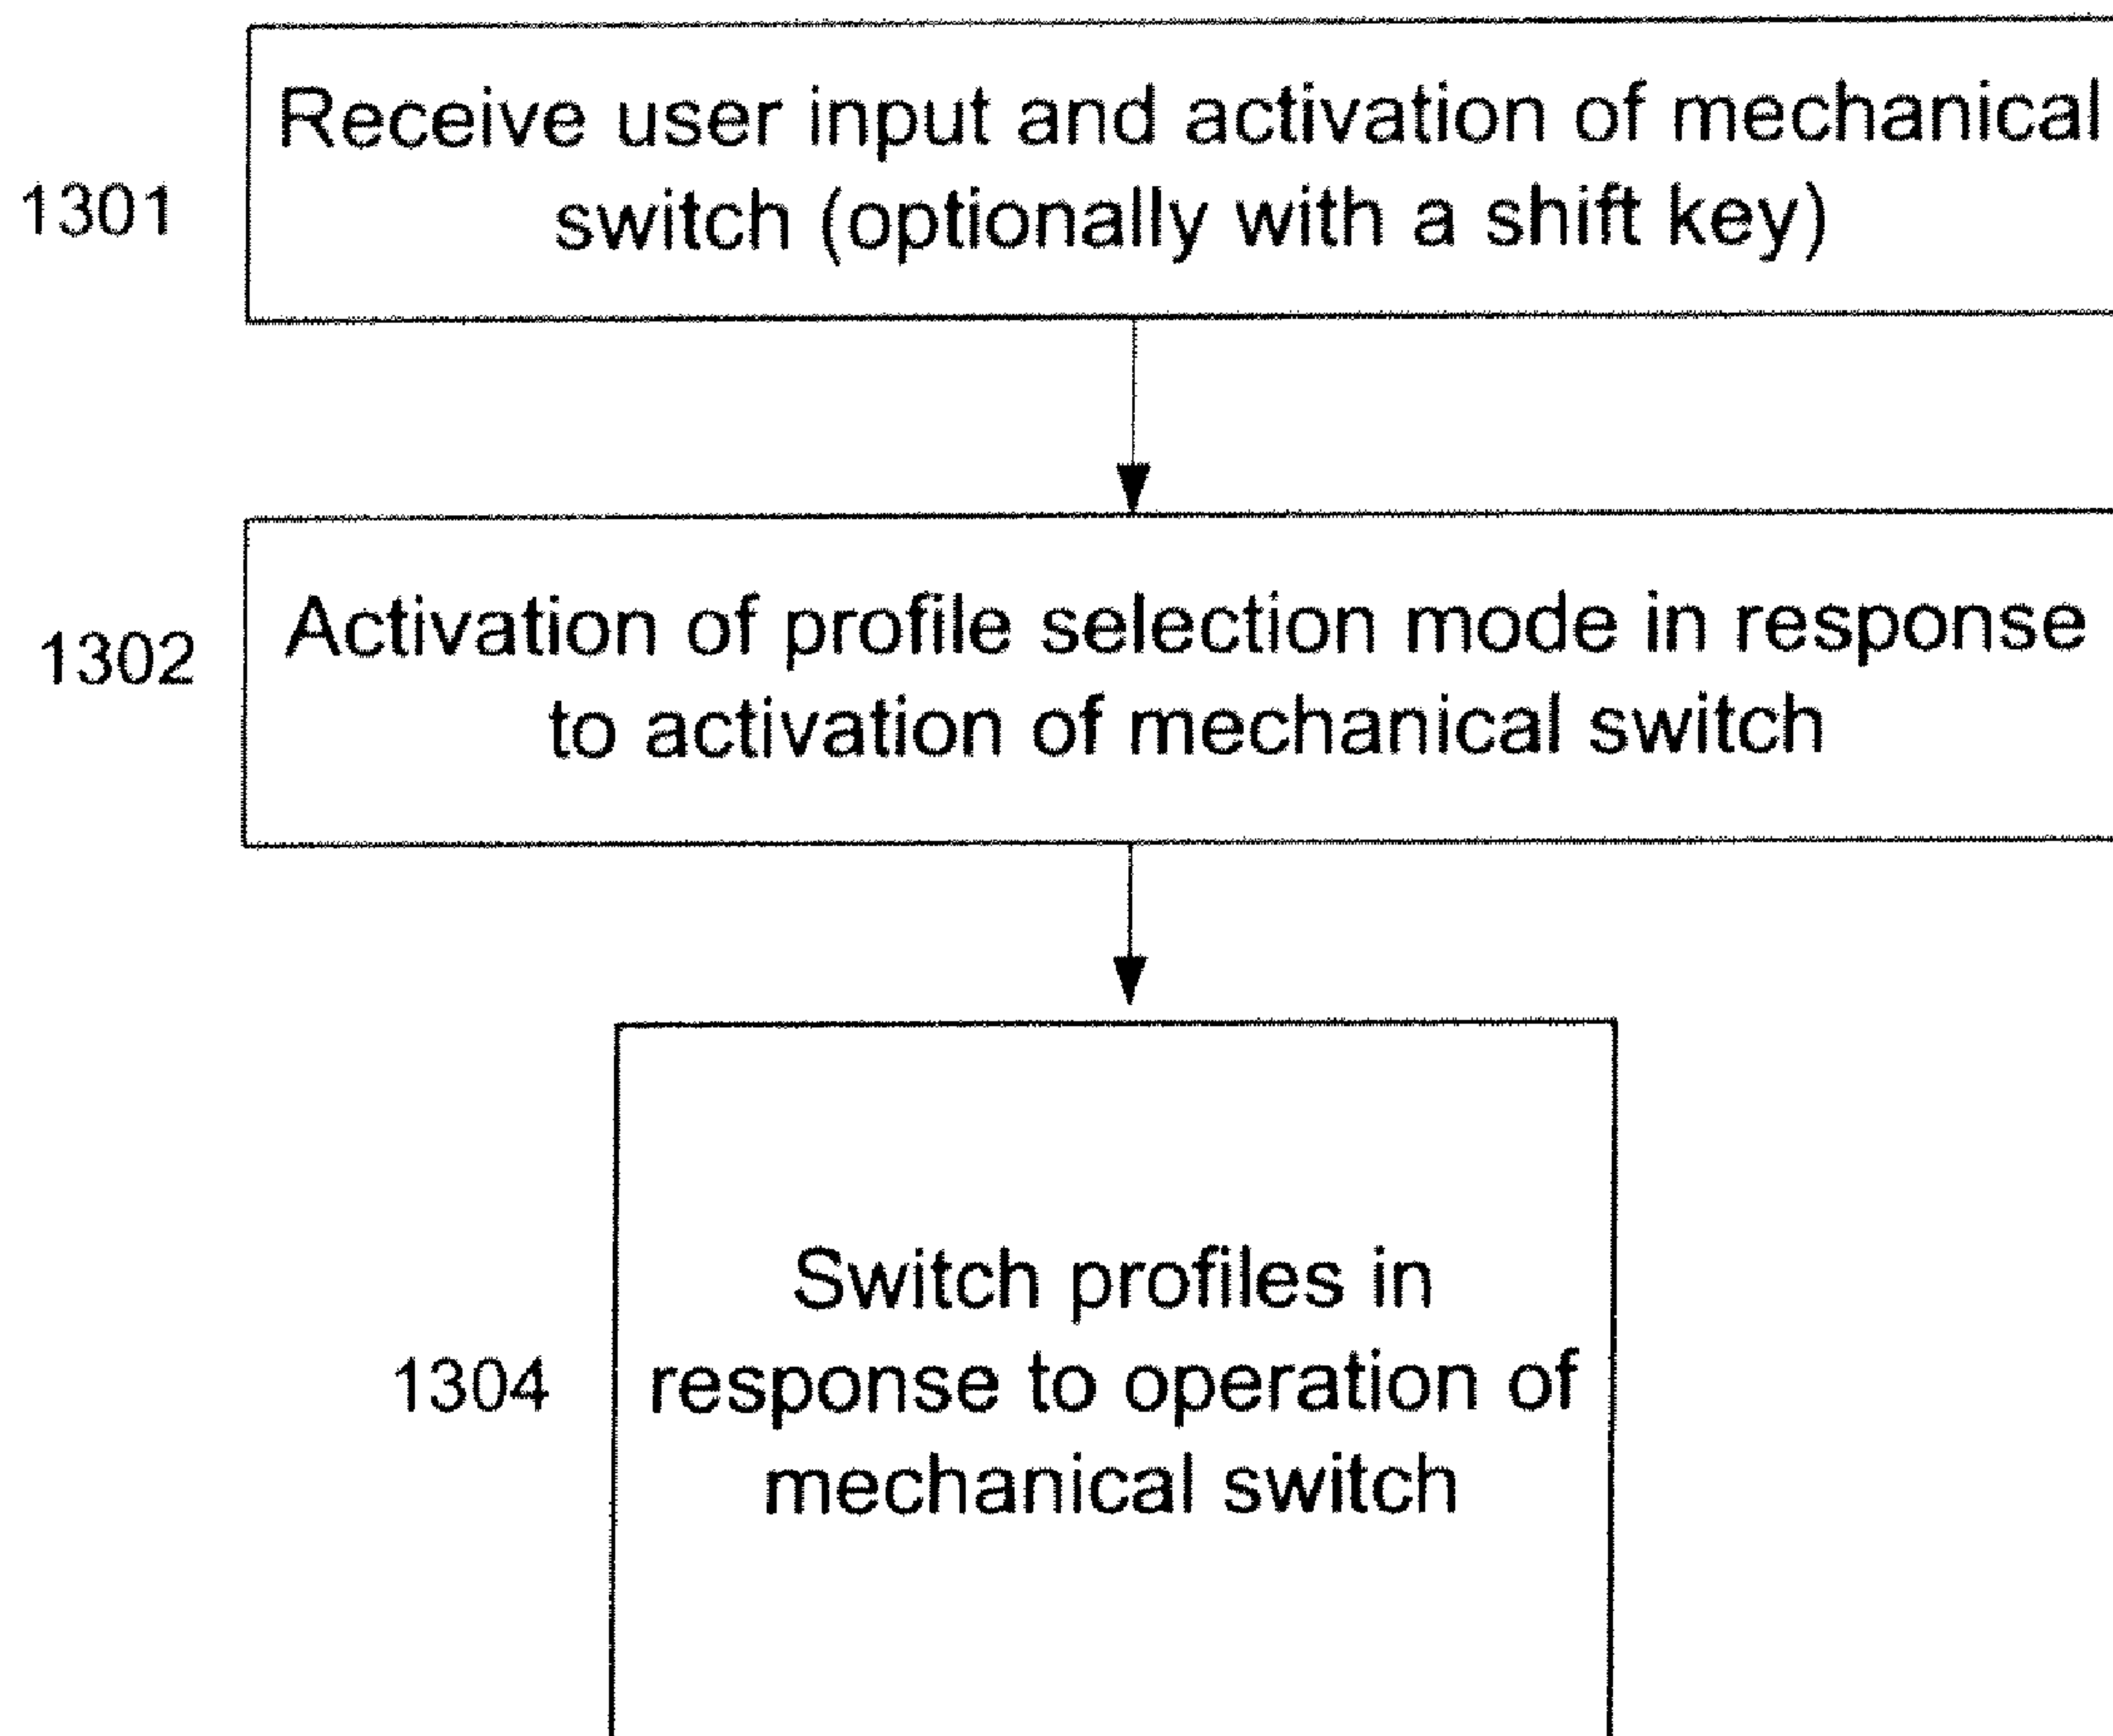 Receive user input and activation of mechanical
switch (optionally with a shift key)
1301
Activation of profile selection mode in response
to activation of mechanical switch
1302
Switch profiles in
response to operation of
mechanical switch
1304